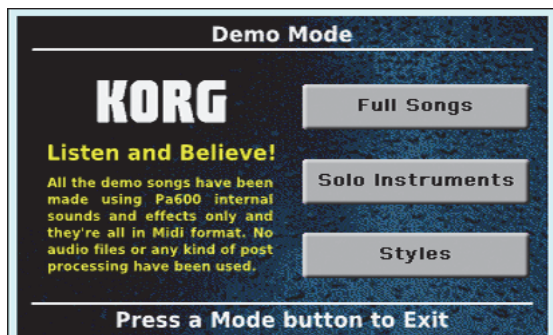 Demo Mode
KORG
Listen and Believe!
All the demo songs have been
made using Pa600 internal
sounds and effects only and
they're all in Midi format. No
audio files or any kind of post
processing have been used.
Full Songs
Solo Instruments
Styles
Press a Mode button to Exit